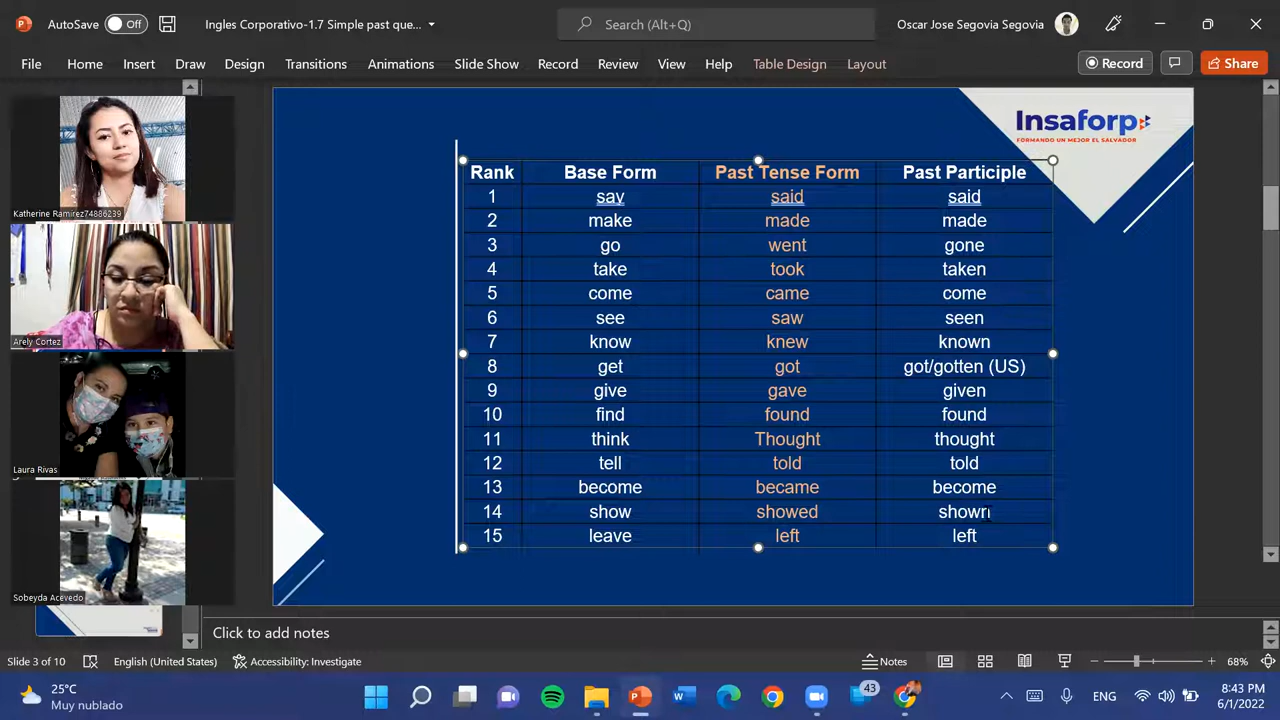 AutoSave Off Ingles Corporativo-1.7 Simple past que... Search (Alt+Q) Oscar Jose Segovia Segovia
File Home Insert Draw Design Transitions Animations Slide Show Record Review View Help Table Design Layout Record Share
Katherine Ramirez74886239
Arely Cortez
Laura Rivas
Sobeyda Acevedo
Insaforp
FORMANDO UN MEJOR EL SALVADOR
Rank Base Form Past Tense Form Past Participle
1 say said said
2 make made made
3 go went gone
4 take took taken
5 come came come
6 see saw seen
7 know knew known
8 get got got/gotten (US)
9 give gave given
10 find found found
11 think Thought thought
12 tell told told
13 become became become
14 show showed shown
15 leave left left
Click to add notes
Slide 3 of 10 English (United States) Accessibility: Investigate Notes 68%
25°C
Muy nublado
43
ENG
8:43 PM
6/1/2022